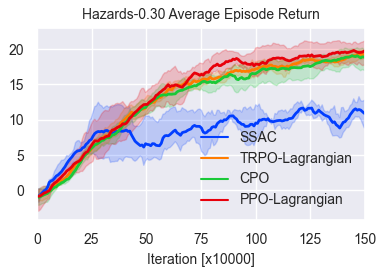 Hazards-0.30 Average Episode Return
20
15
10
5
0
SSAC
TRPO-Lagrangian
CPO
PPO-Lagrangian
0 25 50 75 100 125 150
Iteration [x10000]